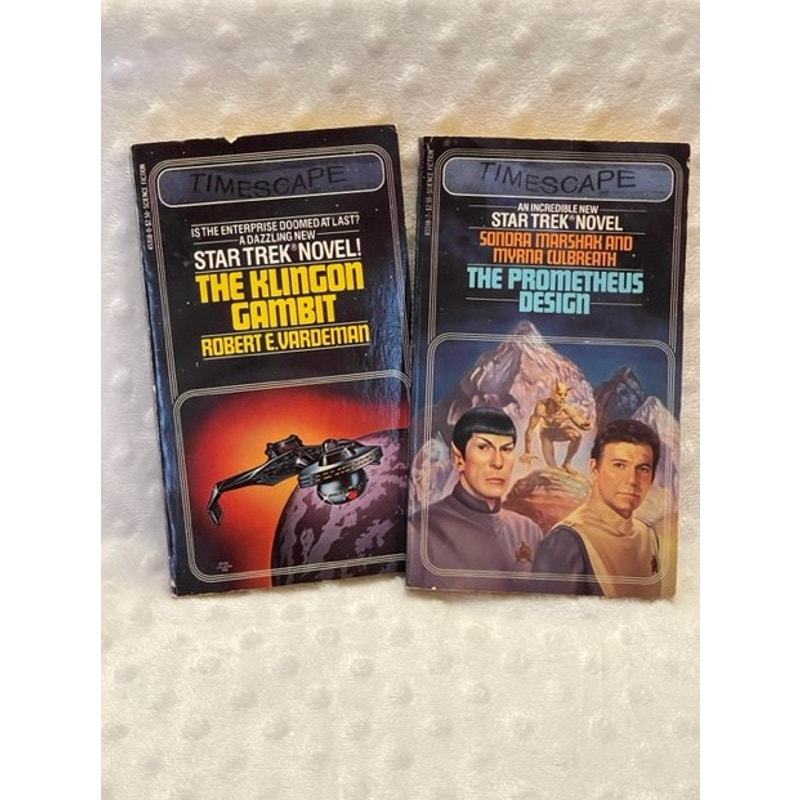 TIMESCAPE
IS THE ENTERPRISE DOOMED AT LAST?
A DAZZLING NEW
STAR TREK® NOVEL!
THE KLINGON
GAMBIT
ROBERT E. VARDEMAN
TIMESCAPE
AN INCREDIBLE NEW
STAR TREK® NOVEL
SONDRA MARSHAK AND
MYRNA CULBREATH
THE PROMETHEUS
DESIGN